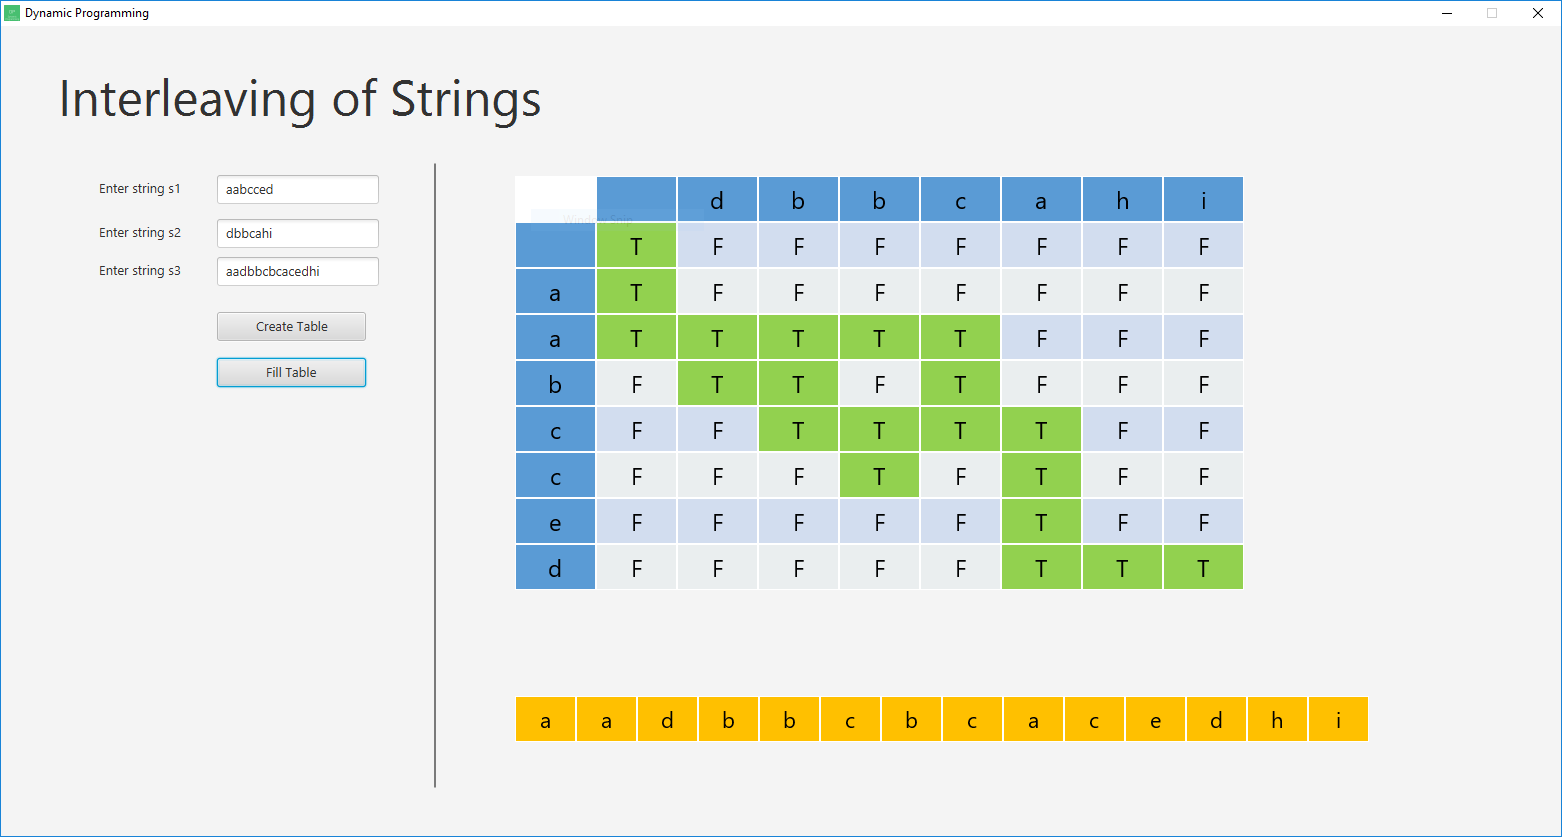 Dynamic Programming
Interleaving of Strings
Enter string s1 aabcced
Enter string s2 dbbcahi
Enter string s3 aadbbcbcacedhi
Create Table
Fill Table
d b b c a h i
T F F F F F F F
a T F F F F F F F
a T T T T T F F F
b F T T F T F F F
c F F T T T T F F
c F F F T F T F F
e F F F F F T F F
d F F F F F T T T
a a d b b c b c a c e d h i